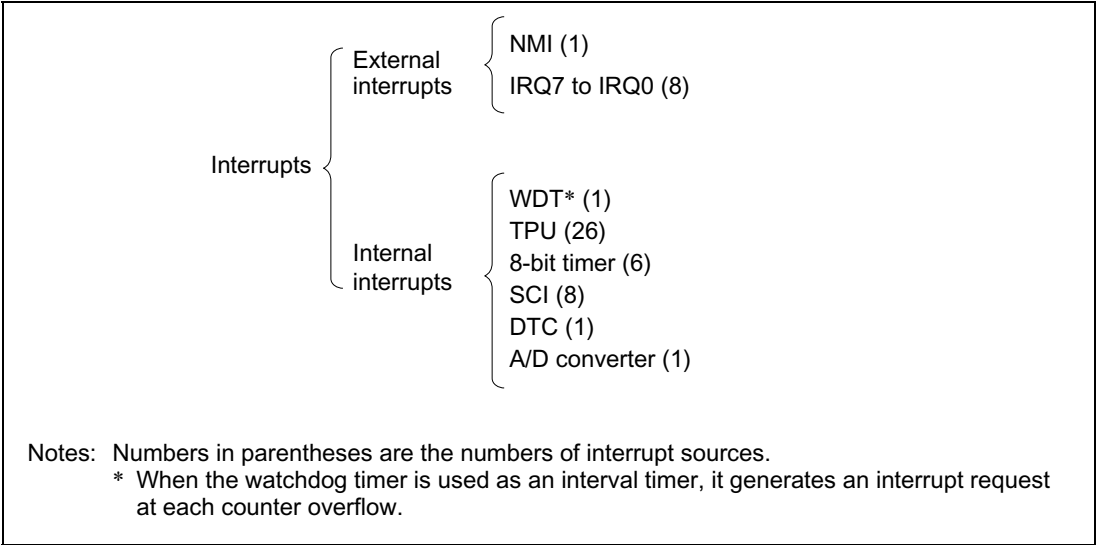 Interrupts
External
interrupts
NMI (1)
IRQ7 to IRQ0 (8)
Internal
interrupts
WDT* (1)
TPU (26)
8-bit timer (6)
SCI (8)
DTC (1)
A/D converter (1)
Notes: Numbers in parentheses are the numbers of interrupt sources.
* When the watchdog timer is used as an interval timer, it generates an interrupt request
at each counter overflow.